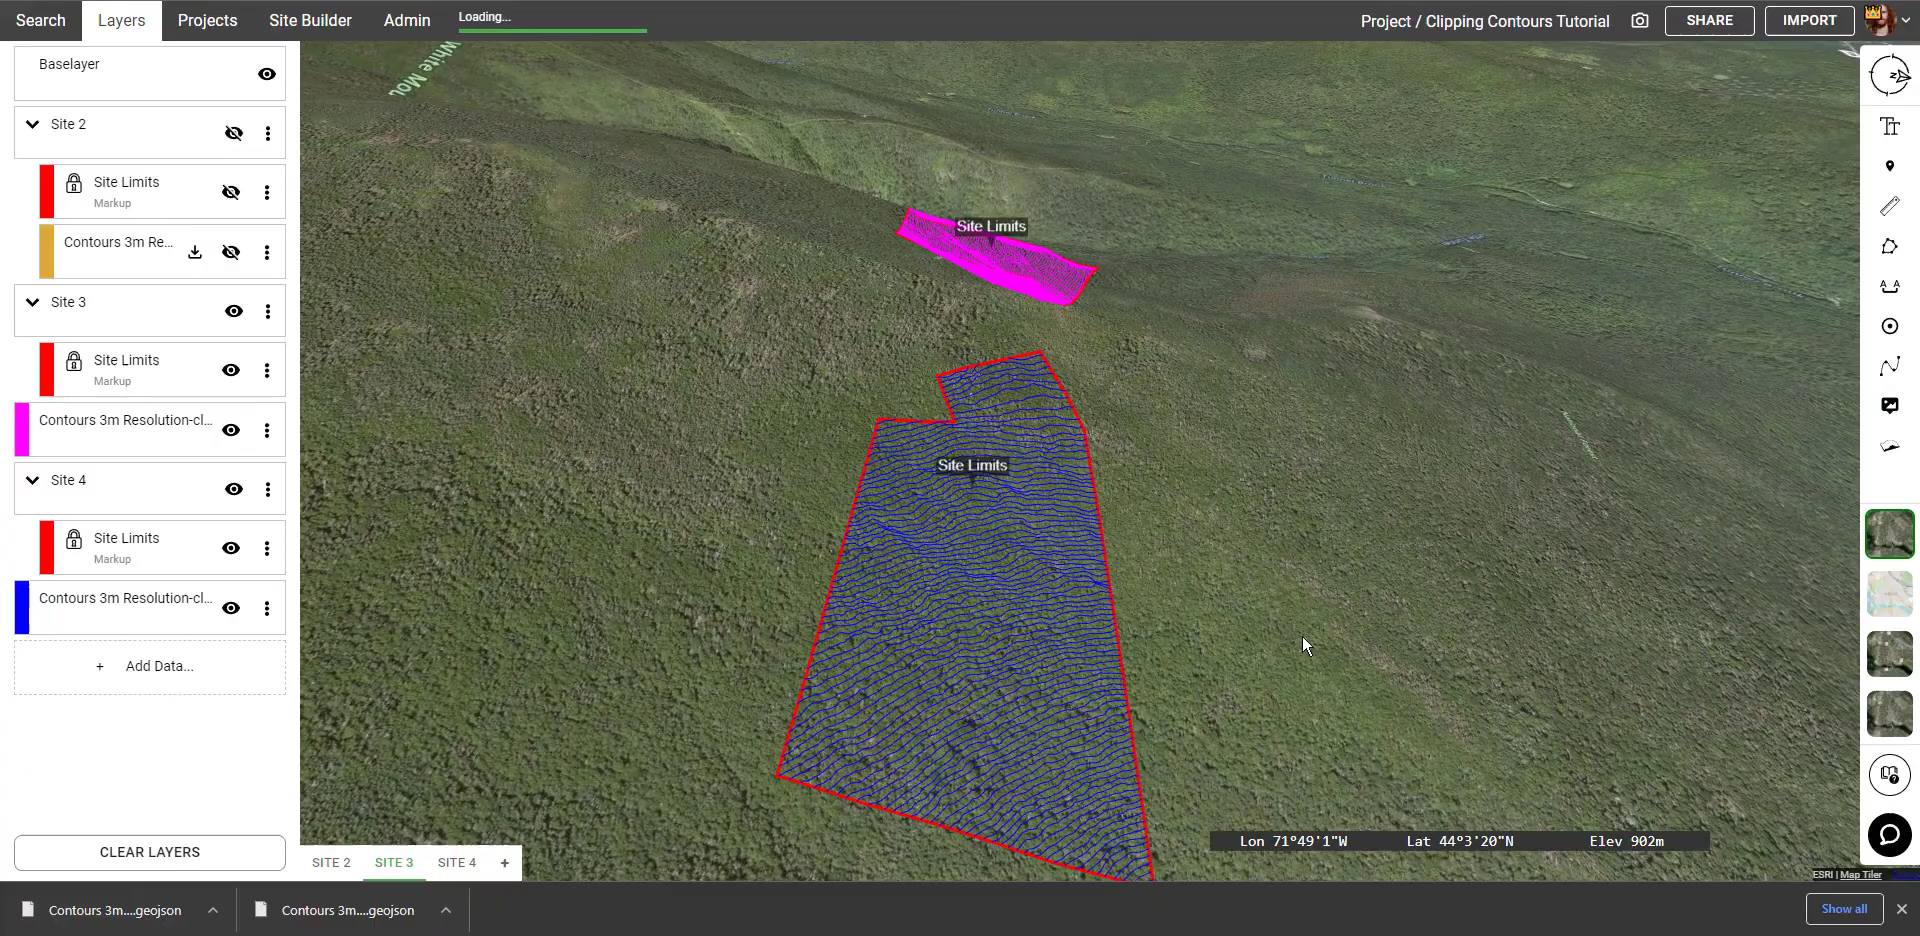 Search Layers Projects Site Builder Admin Loading... Project / Clipping Contours Tutorial SHARE IMPORT
Baselayer
Site 2
Site Limits
Markup
Contours 3m Re...
Site 3
Site Limits
Markup
Contours 3m Resolution-cl...
Site 4
Site Limits
Markup
Contours 3m Resolution-cl...
+ Add Data...
CLEAR LAYERS
White Mou
Site Limits
Site Limits
Lon 71°49'1"W Lat 44°3'20"N Elev 902m
SITE 2 SITE 3 SITE 4 +
ESRI | Map Tiler
Contours 3m....geojson Contours 3m....geojson Show all